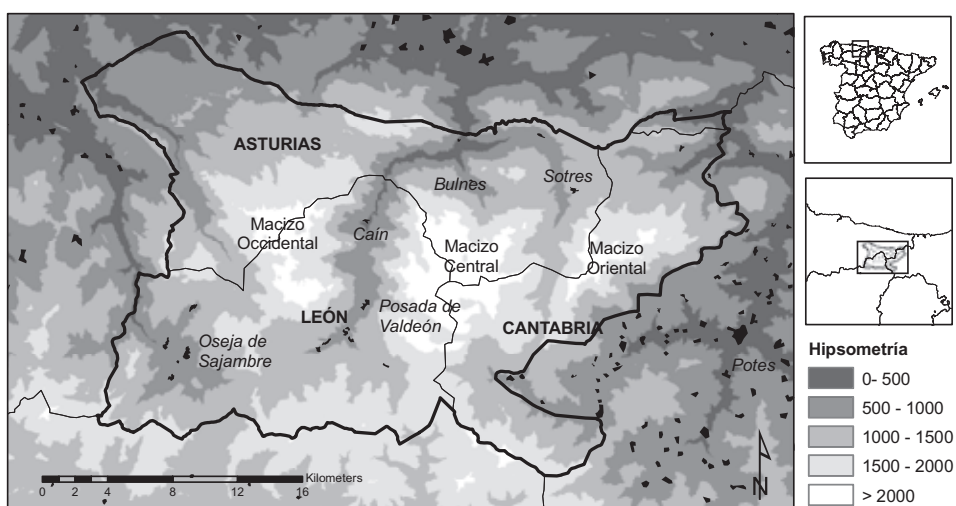 ASTURIAS
Bulnes
Sotres
Macizo
Occidental
Caín
Macizo
Central
Macizo
Oriental
LEÓN
Posada de
Valdeón
CANTABRIA
Oseja de
Sajambre
Potes
Kilometers
0 2 4 8 12 16
N
Hipsometría
0- 500
500 - 1000
1000 - 1500
1500 - 2000
> 2000